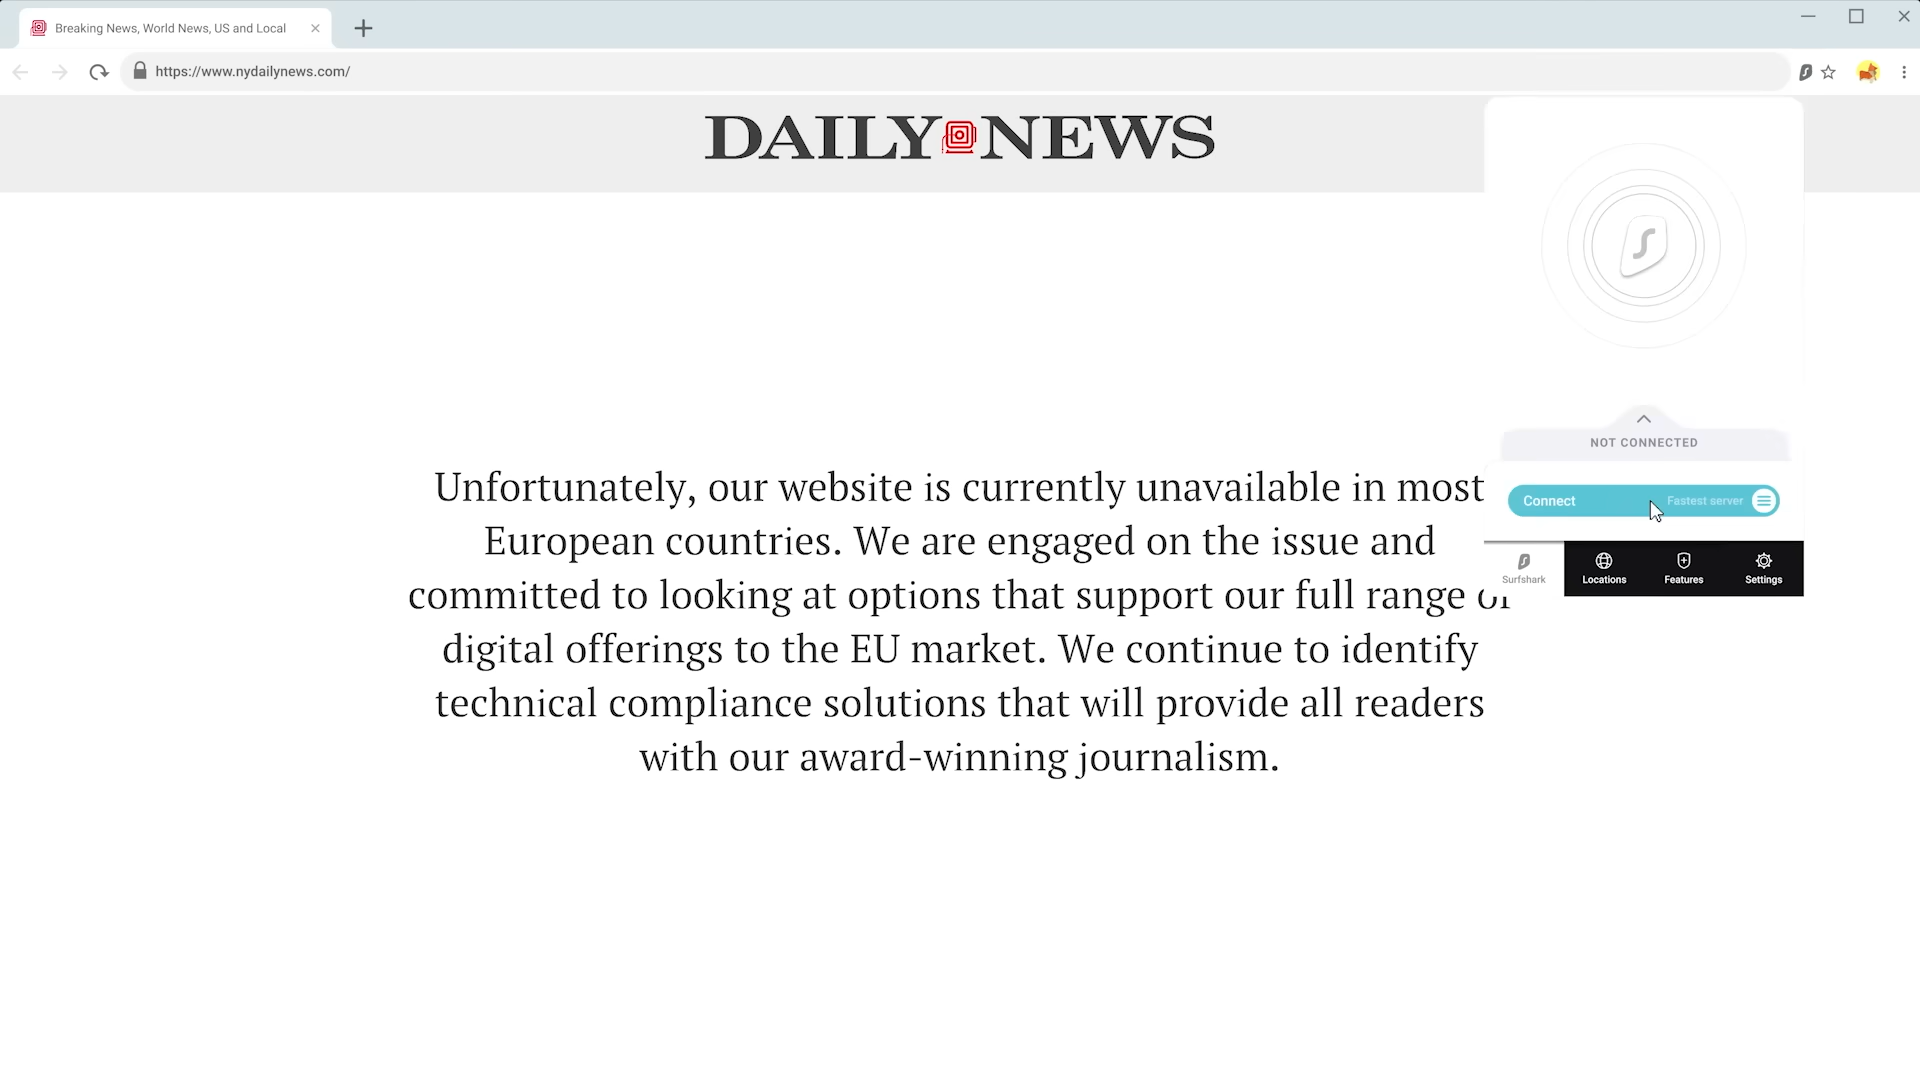 Breaking News, World News, US and Local
https://www.nydailynews.com/
DAILY NEWS
Unfortunately, our website is currently unavailable in most
European countries. We are engaged on the issue and
committed to looking at options that support our full range
digital offerings to the EU market. We continue to identify
technical compliance solutions that will provide all readers
with our award-winning journalism.
NOT CONNECTED
Connect
Fastest server
Surfshark
Locations
Features
Settings